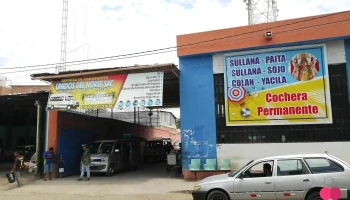 UNIDOS DEL NORTE SAC
SULLANA - PAITA
SULLANA - SOJO
COLAN - YACILA
Cochera
Permanente